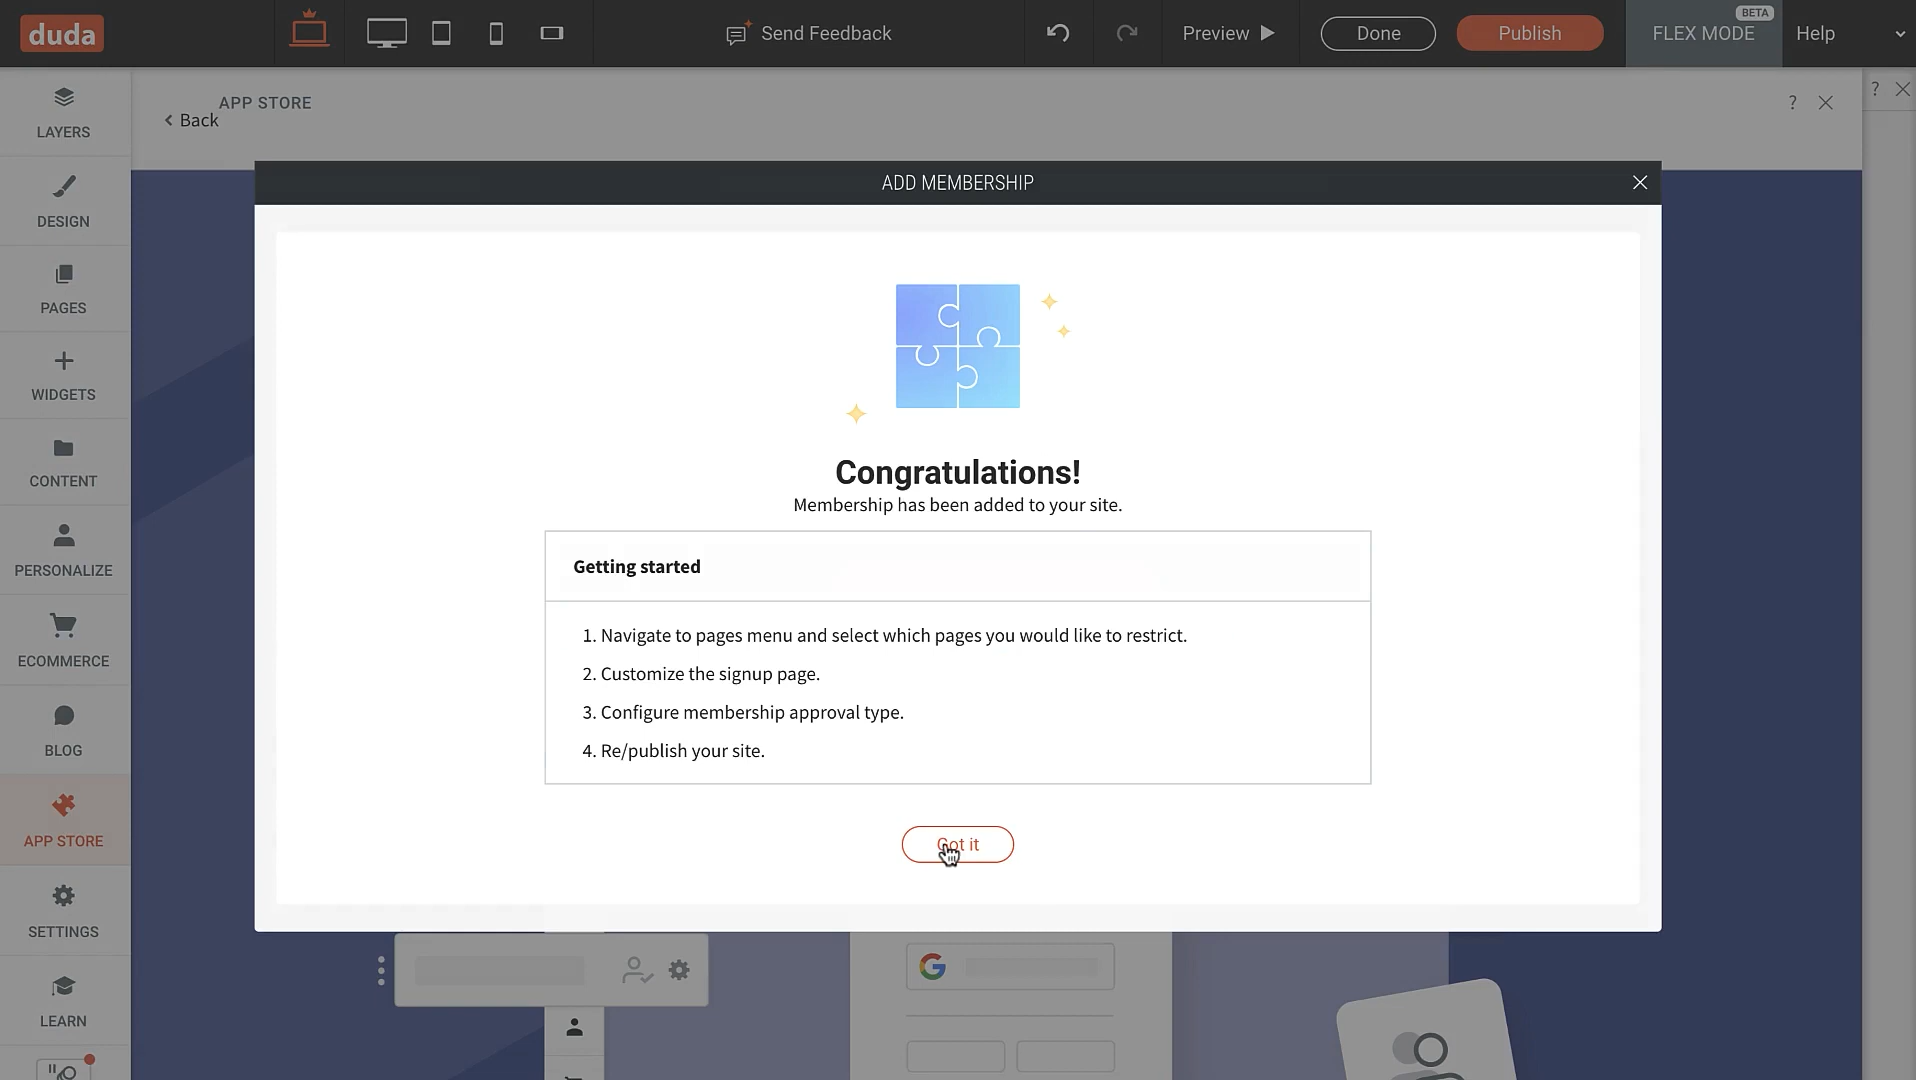 duda
Send Feedback
Preview
Done
Publish
FLEX MODE
BETA
Help
LAYERS
DESIGN
PAGES
WIDGETS
CONTENT
PERSONALIZE
ECOMMERCE
BLOG
APP STORE
SETTINGS
LEARN
APP STORE
Back
?
?
ADD MEMBERSHIP
Congratulations!
Membership has been added to your site.
Getting started
1. Navigate to pages menu and select which pages you would like to restrict.
2. Customize the signup page.
3. Configure membership approval type.
4. Re/publish your site.
Got it